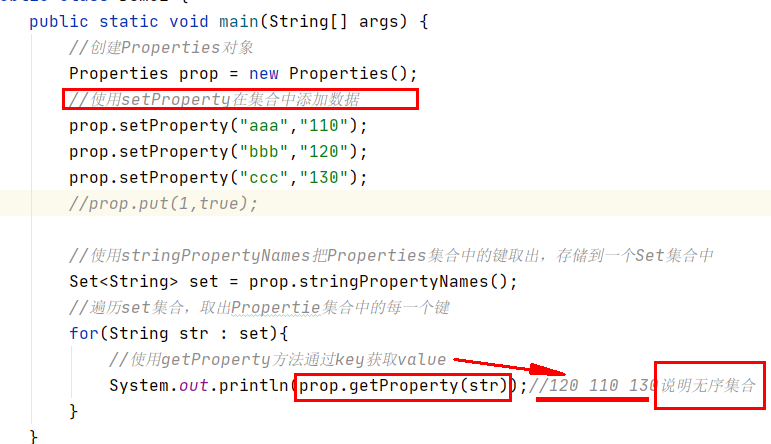 public static void main(String[] args) {
//创建Properties对象
Properties prop = new Properties();
//使用setProperty在集合中添加数据
prop.setProperty("aaa","110");
prop.setProperty("bbb","120");
prop.setProperty("ccc","130");
//prop.put(1,true);
//使用stringPropertyNames把Properties集合中的键取出，存储到一个Set集合中
Set<String> set = prop.stringPropertyNames();
//遍历set集合，取出Propertie集合中的每一个键
for(String str : set){
//使用getProperty方法通过key获取value
System.out.println(prop.getProperty(str));//120 110 130说明无序集合
}
}